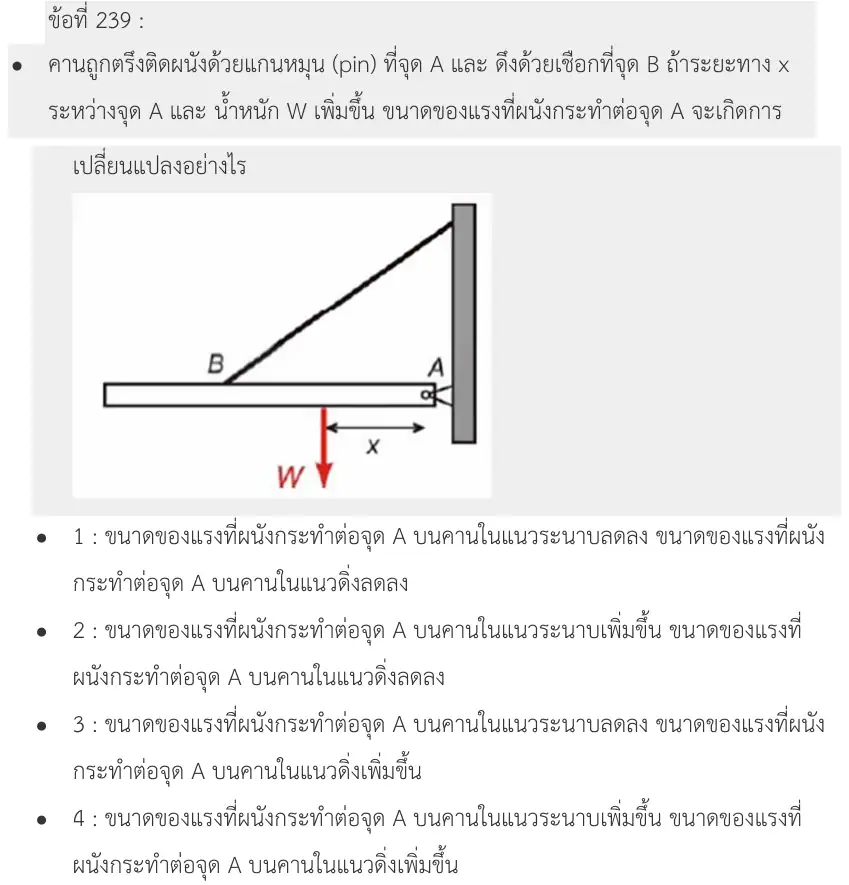 ข้อที่ 239 :
• คานถูกตรึงติดผนังด้วยแกนหมุน (pin) ที่จุด A และ ดึงด้วยเชือกที่จุด B ถ้าระยะทาง x
ระหว่างจุด A และ น้ำหนัก W เพิ่มขึ้น ขนาดของแรงที่ผนังกระทำต่อจุด A จะเกิดการ
เปลี่ยนแปลงอย่างไร
B
A
x
W
• 1 : ขนาดของแรงที่ผนังกระทำต่อจุด A บนคานในแนวระนาบลดลง ขนาดของแรงที่ผนัง
กระทำต่อจุด A บนคานในแนวดิ่งลดลง
• 2 : ขนาดของแรงที่ผนังกระทำต่อจุด A บนคานในแนวระนาบเพิ่มขึ้น ขนาดของแรงที่
ผนังกระทำต่อจุด A บนคานในแนวดิ่งลดลง
• 3 : ขนาดของแรงที่ผนังกระทำต่อจุด A บนคานในแนวระนาบลดลง ขนาดของแรงที่ผนัง
กระทำต่อจุด A บนคานในแนวดิ่งเพิ่มขึ้น
• 4 : ขนาดของแรงที่ผนังกระทำต่อจุด A บนคานในแนวระนาบเพิ่มขึ้น ขนาดของแรงที่
ผนังกระทำต่อจุด A บนคานในแนวดิ่งเพิ่มขึ้น